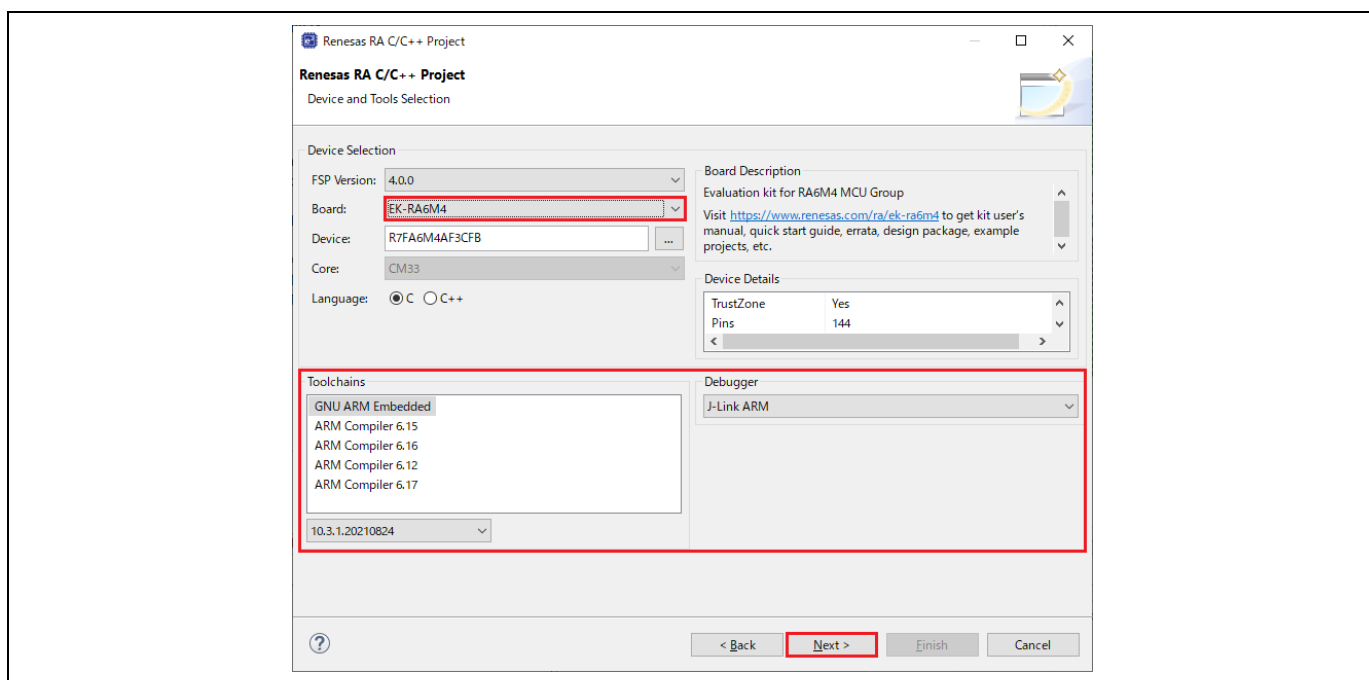 Renesas RA C/C++ Project
Renesas RA C/C++ Project
Device and Tools Selection
Device Selection
FSP Version: 4.0.0
Board: EK-RA6M4
Device: R7FA6M4AF3CFB ...
Core: CM33
Language: C C++
Board Description
Evaluation kit for RA6M4 MCU Group
Visit https://www.renesas.com/ra/ek-ra6m4 to get kit user's
manual, quick start guide, errata, design package, example
projects, etc.
Device Details
TrustZone Yes
Pins 144
Toolchains
GNU ARM Embedded
ARM Compiler 6.15
ARM Compiler 6.16
ARM Compiler 6.12
ARM Compiler 6.17
10.3.1.20210824
Debugger
J-Link ARM
? < Back Next > Finish Cancel